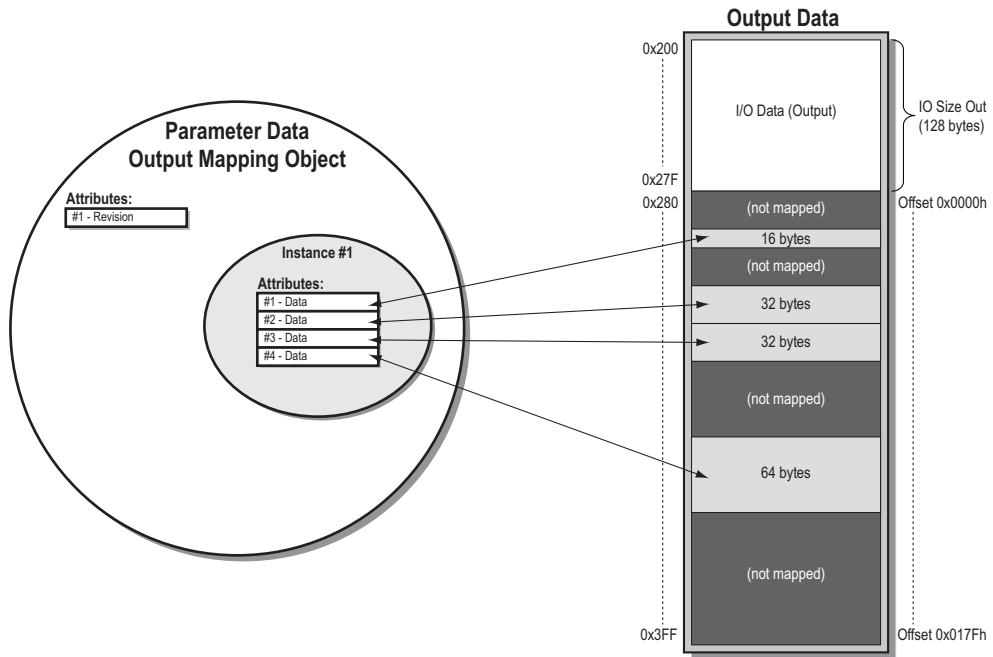 Parameter Data
Output Mapping Object
Attributes:
#1 - Revision
Instance #1
Attributes:
#1 - Data
#2 - Data
#3 - Data
#4 - Data
Output Data
0x200
I/O Data (Output)
IO Size Out
(128 bytes)
0x27F
0x280
(not mapped)
Offset 0x0000h
16 bytes
(not mapped)
32 bytes
32 bytes
(not mapped)
64 bytes
(not mapped)
0x3FF
Offset 0x017Fh